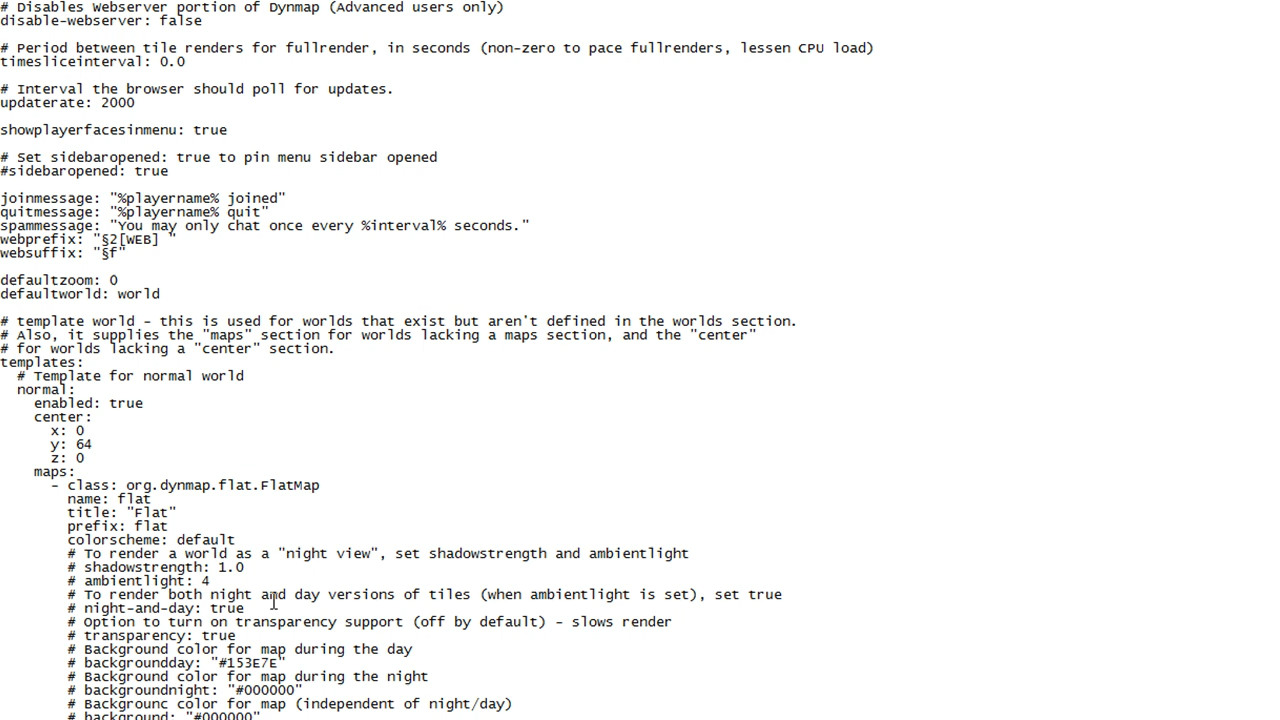 # Disables Webserver portion of Dynmap (Advanced users only)
disable-webserver: false
# Period between tile renders for fullrender, in seconds (non-zero to pace fullrenders, lessen CPU load)
timesliceinterval: 0.0
# Interval the browser should poll for updates.
updaterate: 2000
showplayerfacesinmenu: true
# Set sidebaropened: true to pin menu sidebar opened
#sidebaropened: true
joinmessage: "%playername% joined"
quitmessage: "%playername% quit"
spammessage: "You may only chat once every %interval% seconds."
webprefix: "§2[WEB] "
websuffix: "§f"
defaultzoom: 0
defaultworld: world
# template world - this is used for worlds that exist but aren't defined in the worlds section.
# Also, it supplies the "maps" section for worlds lacking a maps section, and the "center"
# for worlds lacking a "center" section.
templates:
  # Template for normal world
  normal:
    enabled: true
    center:
      x: 0
      y: 64
      z: 0
    maps:
      - class: org.dynmap.flat.FlatMap
        name: flat
        title: "Flat"
        prefix: flat
        colorscheme: default
        # To render a world as a "night view", set shadowstrength and ambientlight
        # shadowstrength: 1.0
        # ambientlight: 4
        # To render both night and day versions of tiles (when ambientlight is set), set true
        # night-and-day: true
        # Option to turn on transparency support (off by default) - slows render
        # transparency: true
        # Background color for map during the day
        # backgroundday: "#153E7E"
        # Background color for map during the night
        # backgroundnight: "#000000"
        # Backgrounc color for map (independent of night/day)
        # background: "#000000"